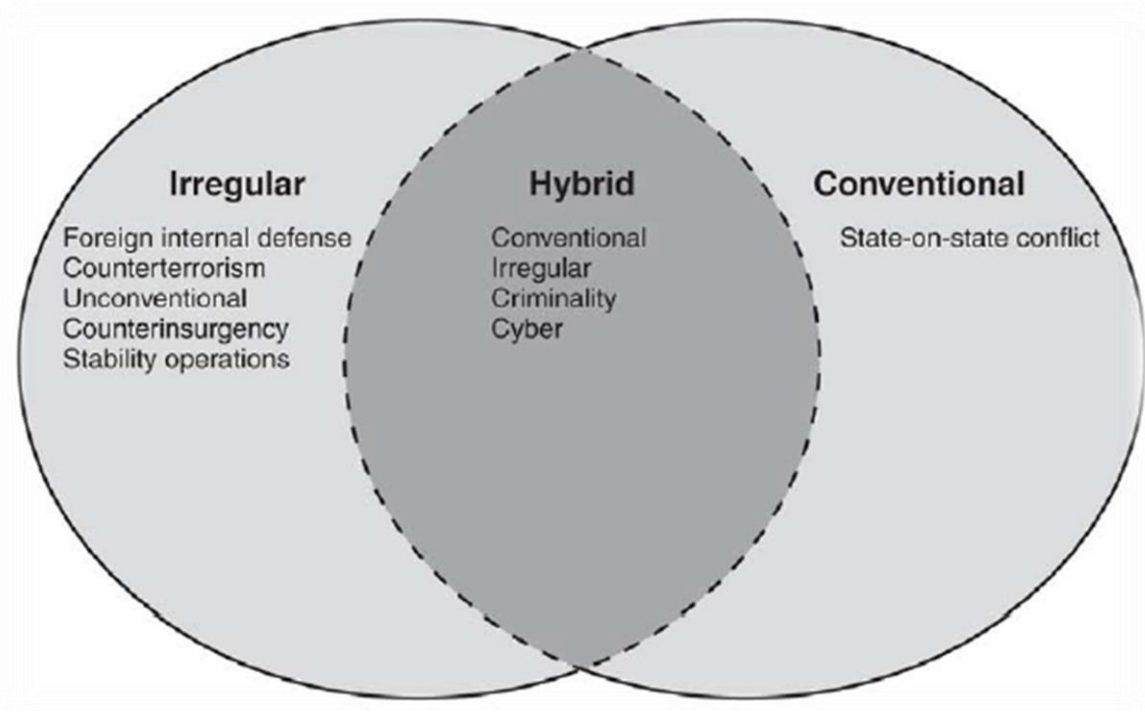 Irregular
Foreign internal defense
Counterterrorism
Unconventional
Counterinsurgency
Stability operations
Hybrid
Conventional
Irregular
Criminality
Cyber
Conventional
State-on-state conflict